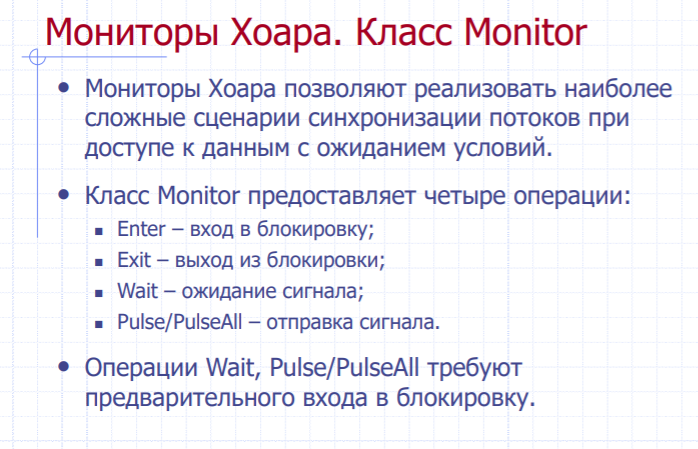 Мониторы Хоара. Класс Monitor
• Мониторы Хоара позволяют реализовать наиболее
сложные сценарии синхронизации потоков при
доступе к данным с ожиданием условий.
• Класс Monitor предоставляет четыре операции:
▪ Enter – вход в блокировку;
▪ Exit – выход из блокировки;
▪ Wait – ожидание сигнала;
▪ Pulse/PulseAll – отправка сигнала.
• Операции Wait, Pulse/PulseAll требуют
предварительного входа в блокировку.